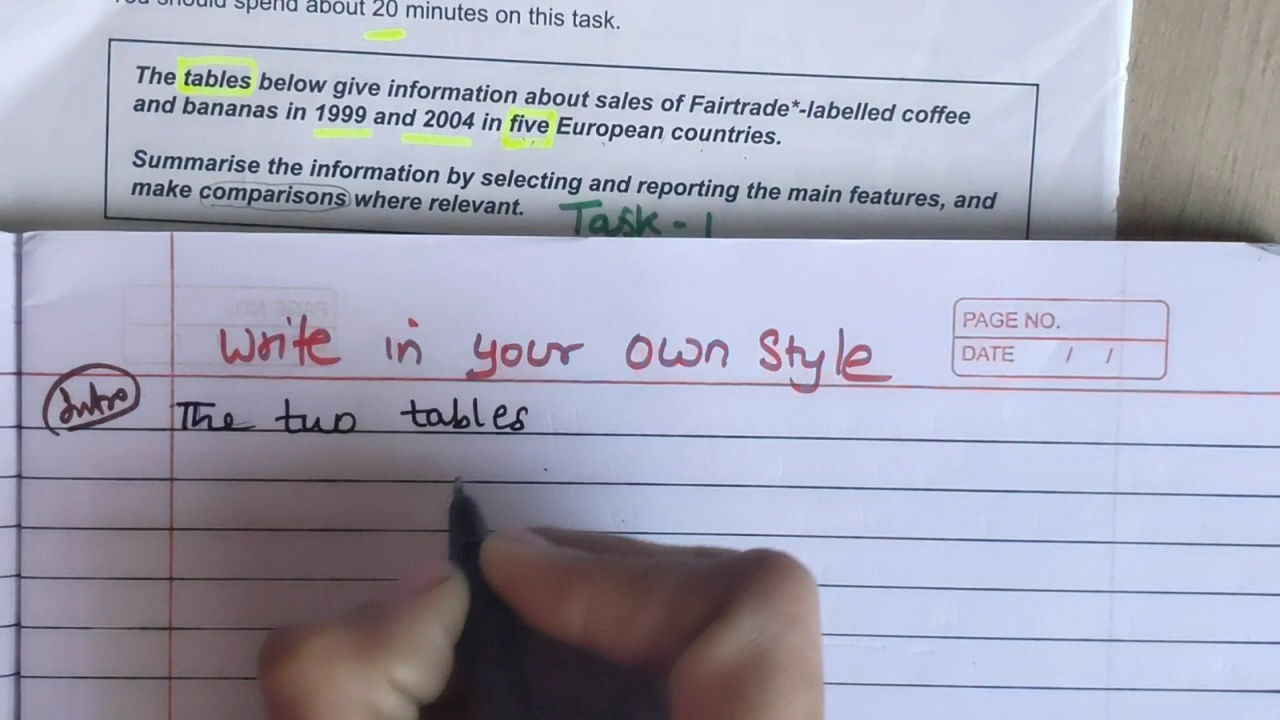 You should spend about 20 minutes on this task.
The tables below give information about sales of Fairtrade*-labelled coffee
and bananas in 1999 and 2004 in five European countries.
Summarise the information by selecting and reporting the main features, and
make comparisons where relevant.
Task - 1
Write in your own Style
PAGE NO.
DATE / /
Intro
The two tables